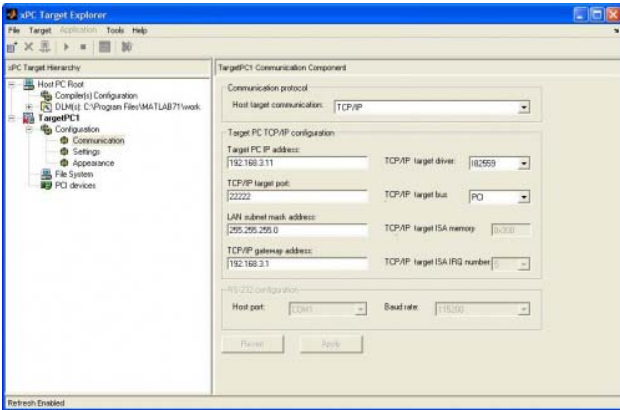 xPC Target Explorer
File Target Application Tools Help
xPC Target Hierarchy
Host PC Root
Compiler(s) Configuration
DLM(s): C:\Program Files\MATLAB71\work
TargetPC1
Configuration
Communication
Settings
Appearance
File System
PCI devices
TargetPC1 Communication Component
Communication protocol
Host target communication: TCP/IP
Target PC TCP/IP configuration
Target PC IP address:
192.168.3.11
TCP/IP target driver: I82559
TCP/IP target port:
22222
TCP/IP target bus: PCI
LAN subnet mask address:
255.255.255.0
TCP/IP target ISA memory
TCP/IP gateway address:
192.168.3.1
TCP/IP target ISA IRQ number: 5
RS-232 configuration
Host port: COM1
Baud rate: 115200
Revert Apply
Refresh Enabled